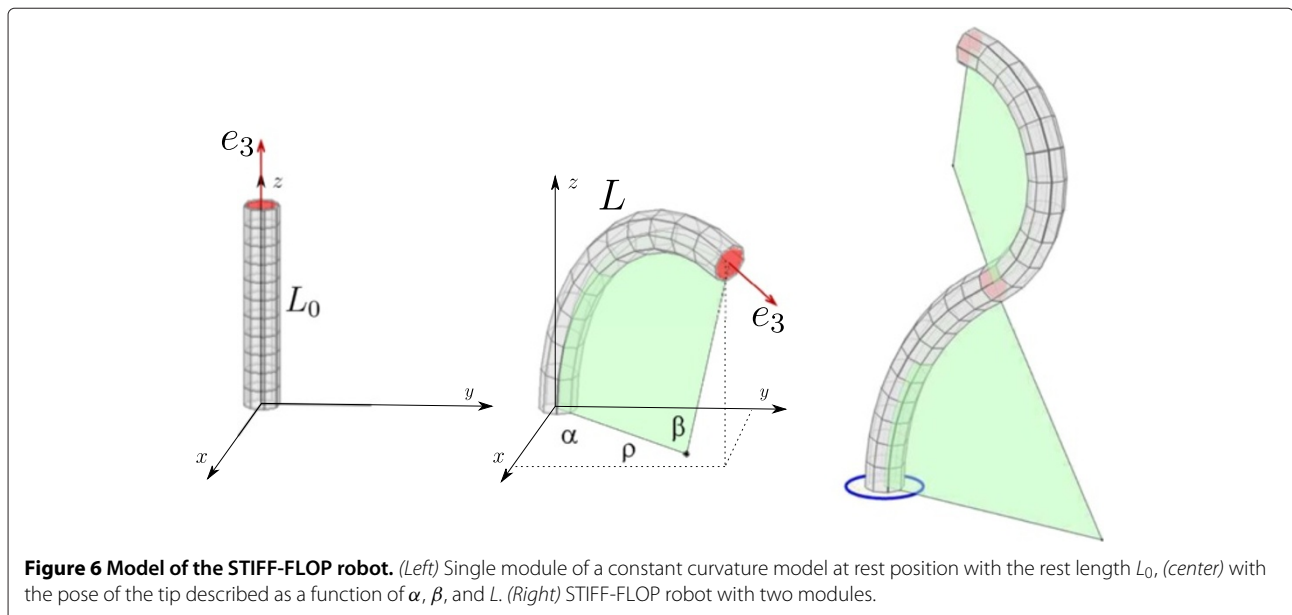 e₃
z
L₀
y
x
z
L
e₃
y
α
β
ρ
x
Figure 6 Model of the STIFF-FLOP robot. (Left) Single module of a constant curvature model at rest position with the rest length L₀, (center) with
the pose of the tip described as a function of α, β, and L. (Right) STIFF-FLOP robot with two modules.